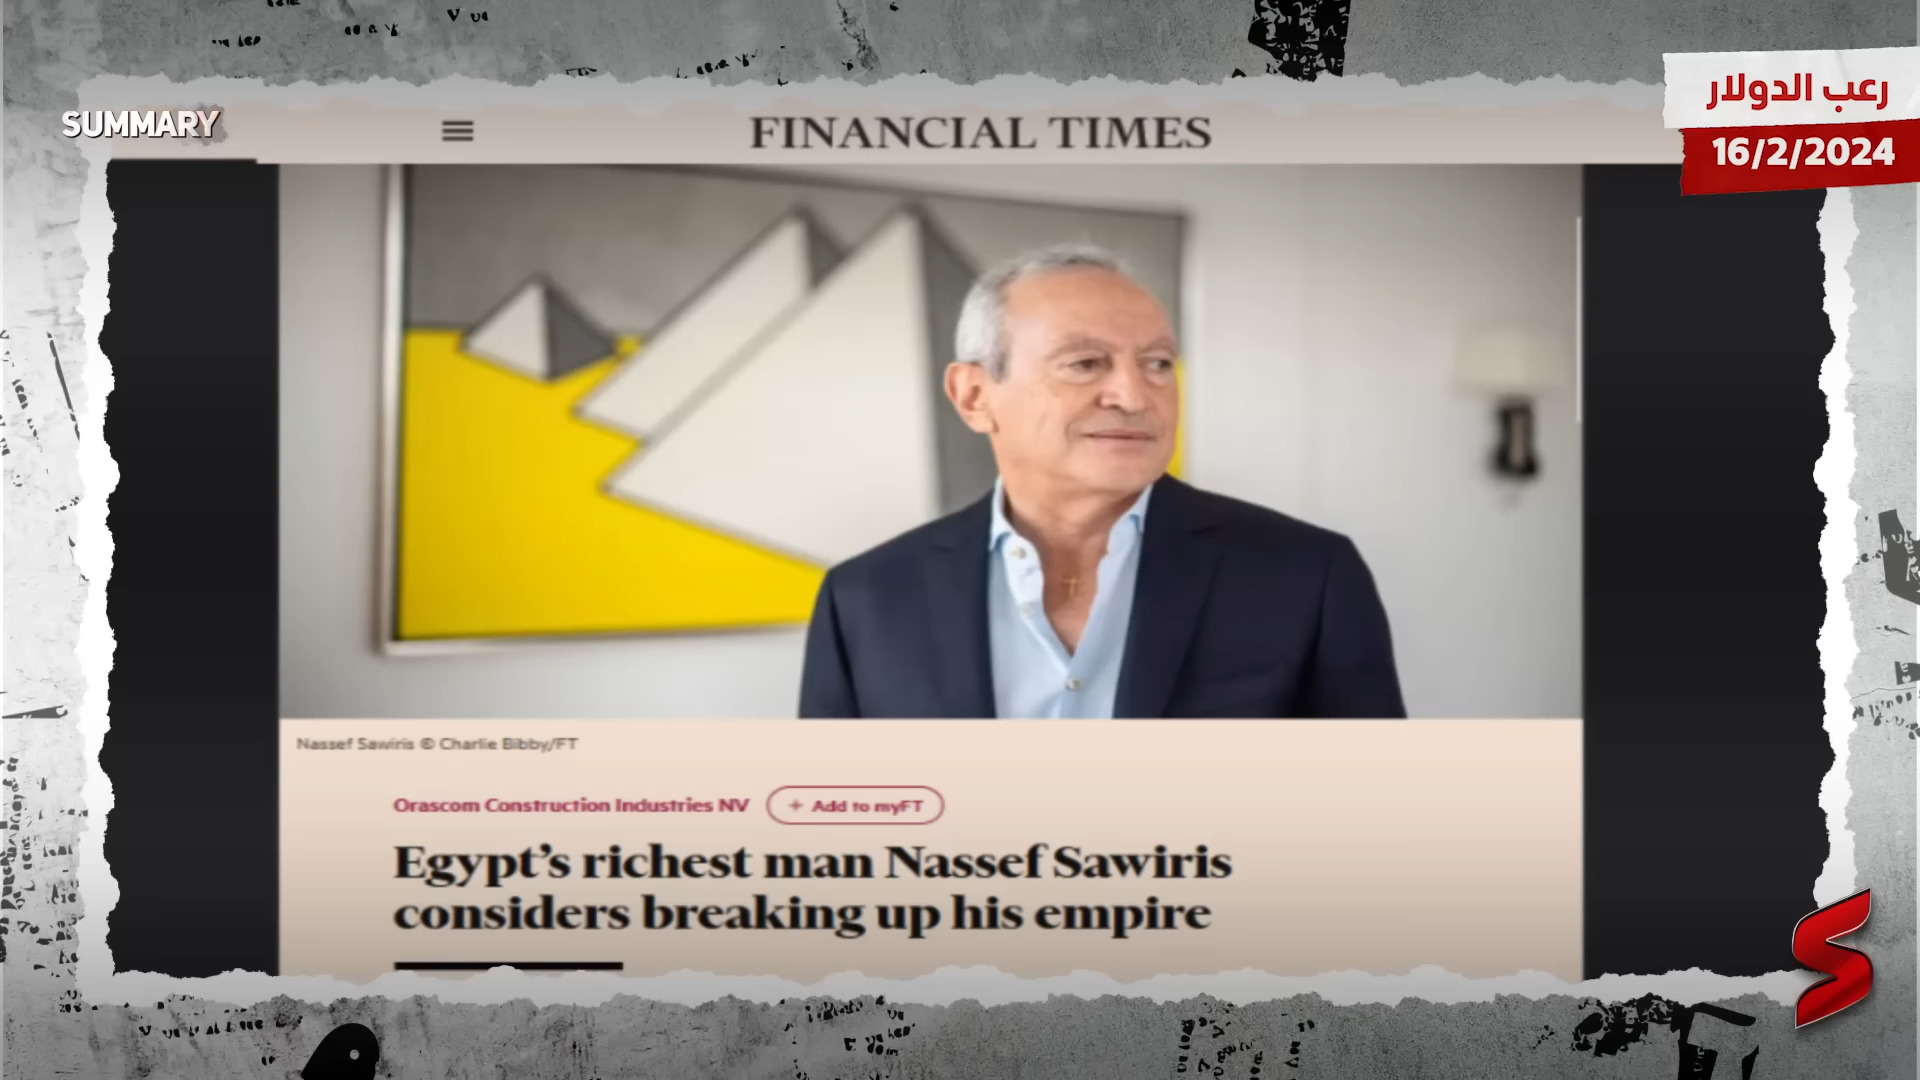 SUMMARY
FINANCIAL TIMES
رعب الدولار
16/2/2024
Nassef Sawiris © Charlie Bibby/FT
Orascom Construction Industries NV
+ Add to myFT
Egypt's richest man Nassef Sawiris
considers breaking up his empire